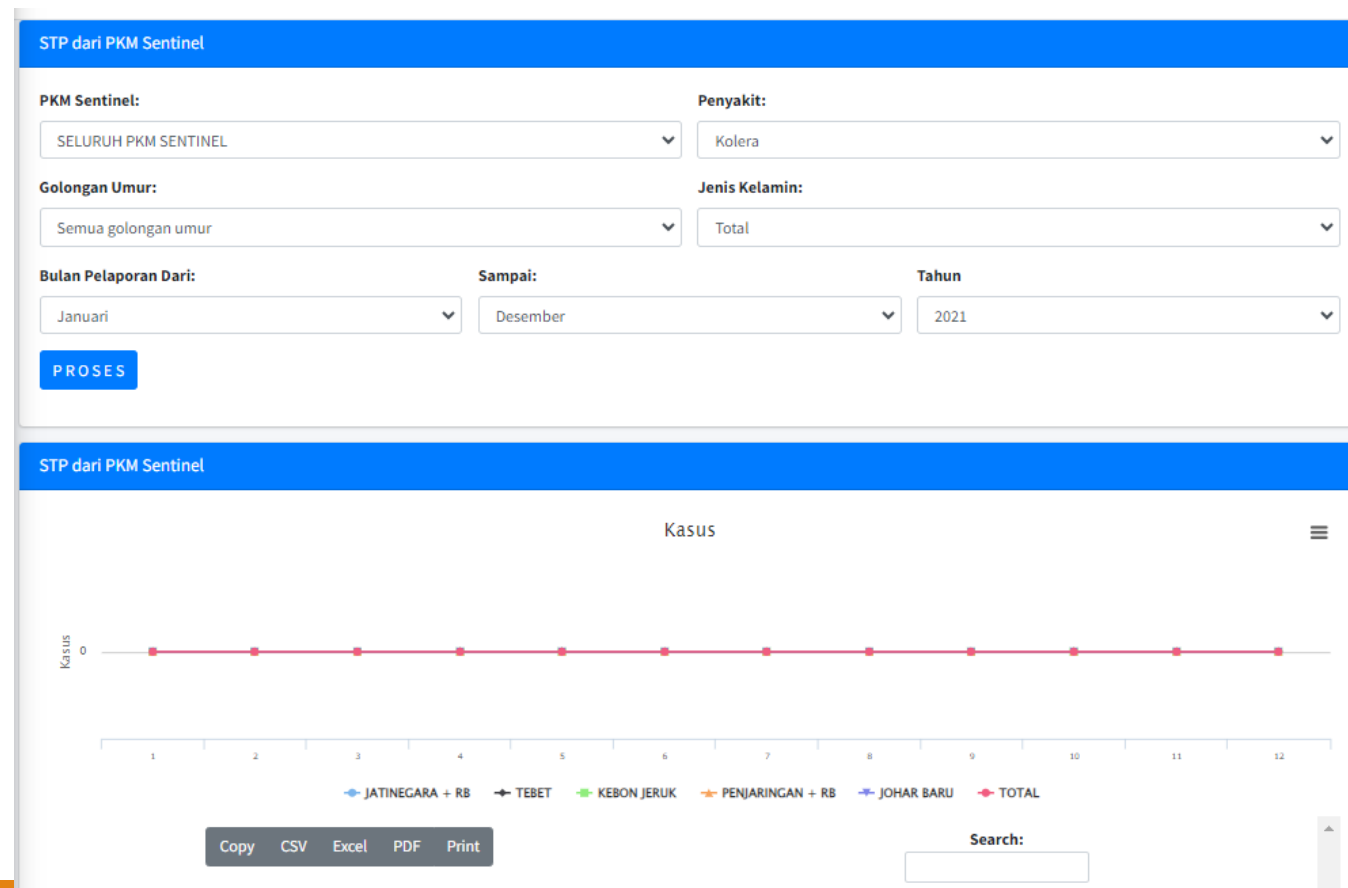 STP dari PKM Sentinel
PKM Sentinel: Penyakit:
SELURUH PKM SENTINEL Kolera
Golongan Umur: Jenis Kelamin:
Semua golongan umur Total
Bulan Pelaporan Dari: Sampai: Tahun
Januari Desember 2021
PROSES
STP dari PKM Sentinel
Kasus
Kasus
0
1 2 3 4 5 6 7 8 9 10 11 12
JATINEGARA + RB TEBET KEBON JERUK PENJARINGAN + RB JOHAR BARU TOTAL
Copy CSV Excel PDF Print Search: